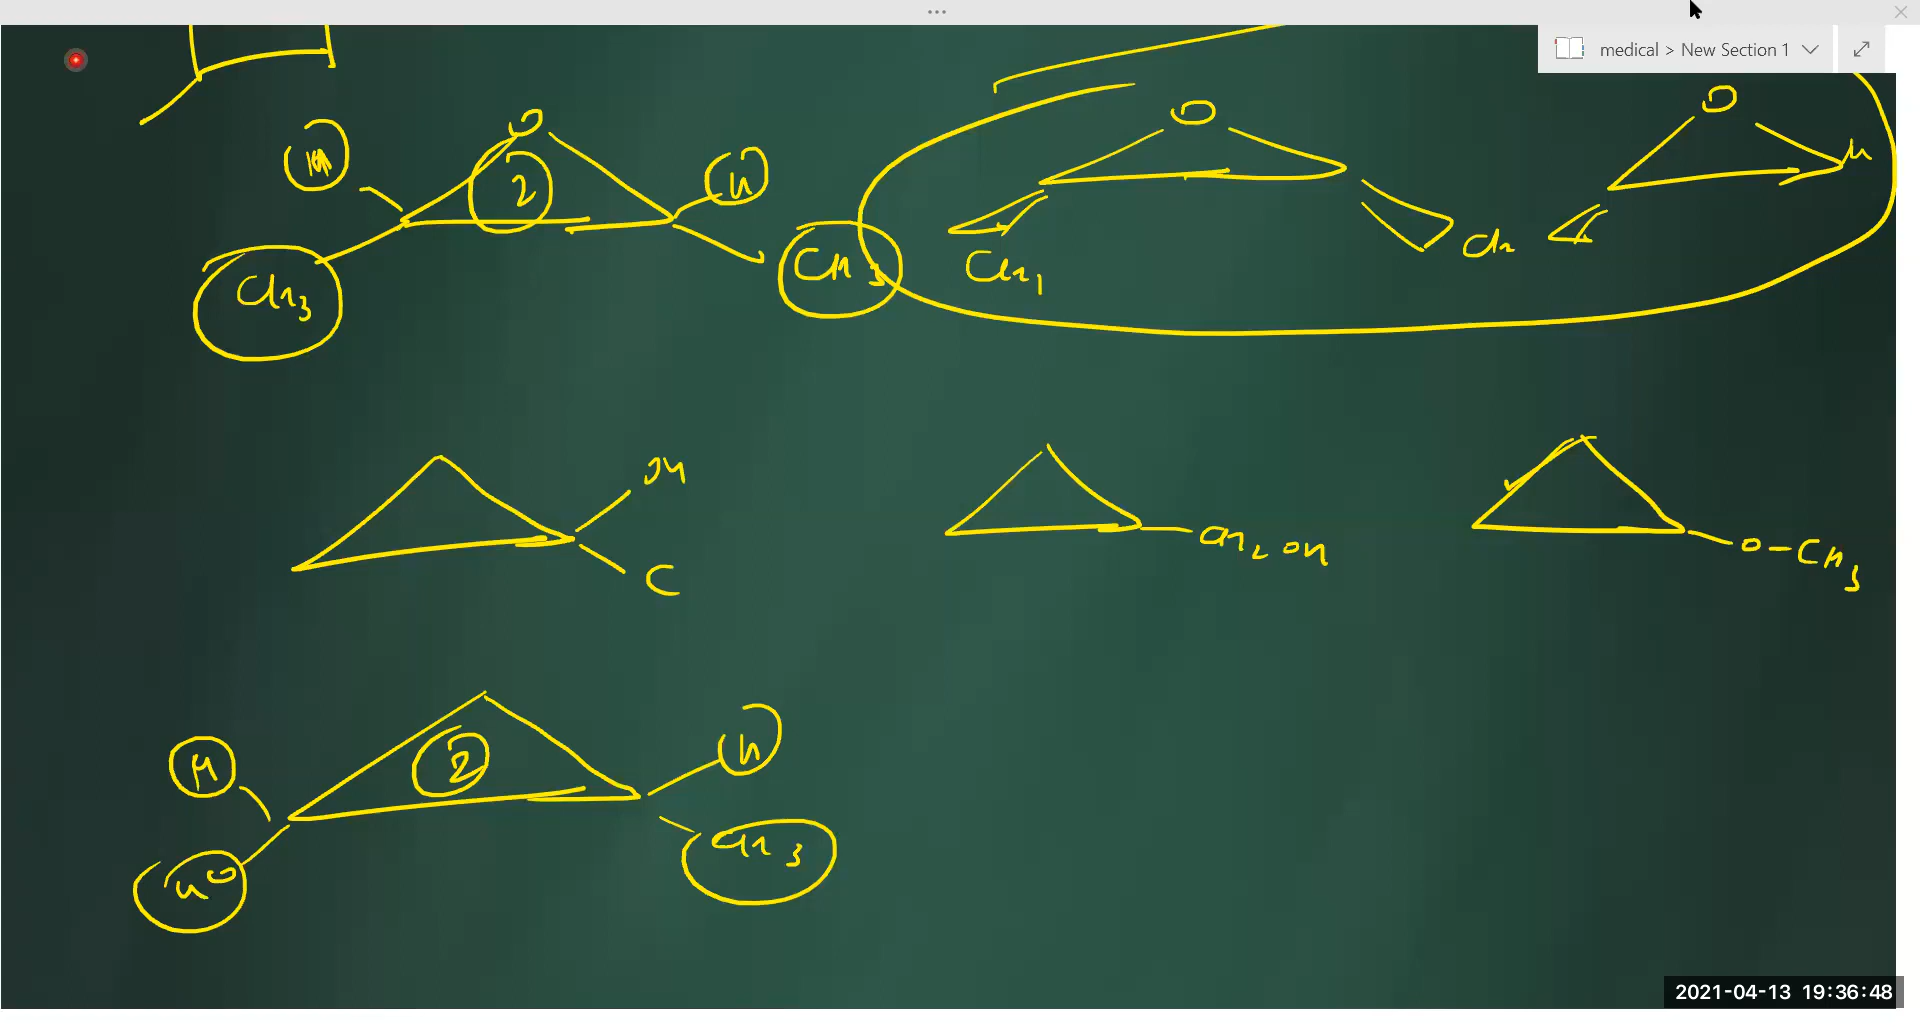 medical > New Section 1
O O O
H 2 H H
CH3 CH3 CH3 CH3
OH
C
CH2OH
O-CH3
H 2 H
HO CH3
2021-04-13 19:36:48